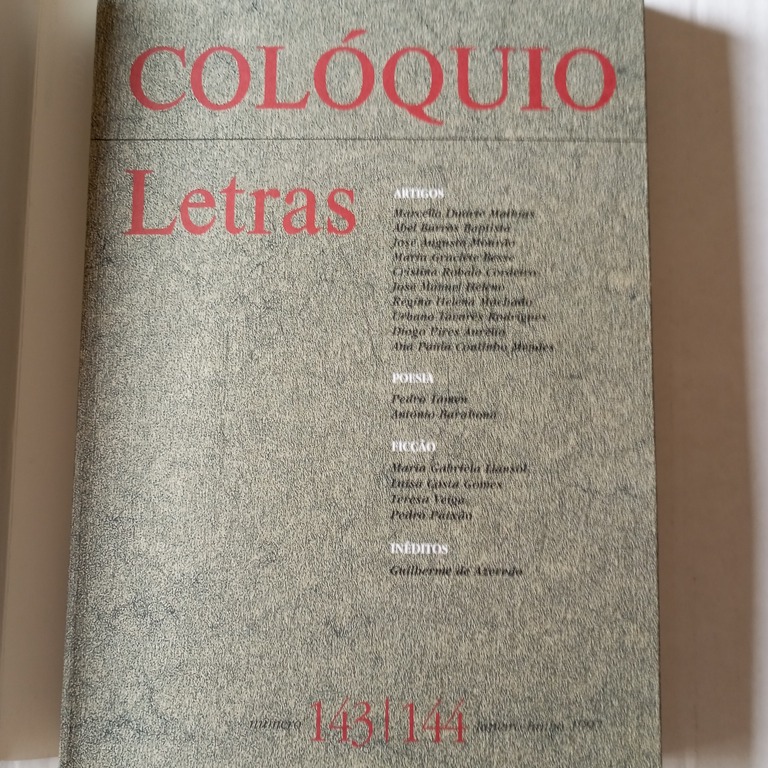 COLÓQUIO
Letras
ARTIGOS
Marcello Duarte Mathias
Abel Barros Baptista
José Augusto Mourão
Maria Graciete Besse
Cristina Robalo Cordeiro
José Manuel Heleno
Regina Helena Machado
Urbano Tavares Rodrigues
Diogo Pires Aurélio
Ana Paula Coutinho Mendes
POESIA
Pedro Tamen
António Barahona
FICÇÃO
Maria Gabriela Llansol
Luísa Costa Gomes
Teresa Veiga
Pedro Paixão
INÉDITOS
Guilherme de Azevedo
número 143|144 Janeiro-Junho 1997